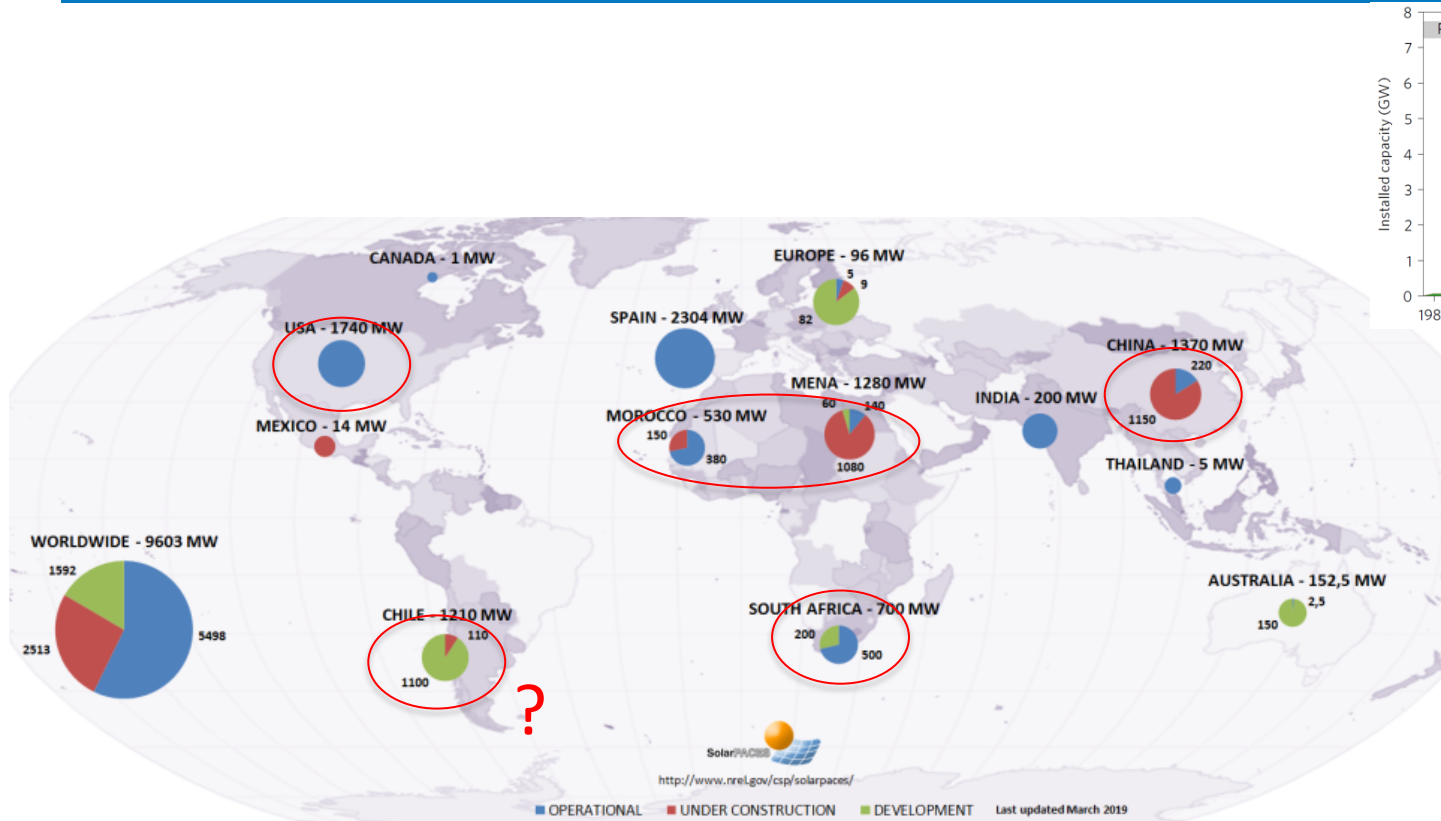 8
P
7
6
5
4
3
2
1
0
198
Installed capacity (GW)
CANADA - 1 MW
EUROPE - 96 MW
5
9
82
USA - 1740 MW
SPAIN - 2304 MW
CHINA - 1370 MW
220
1150
MENA - 1280 MW
60
140
1080
INDIA - 200 MW
MOROCCO - 530 MW
150
380
MEXICO - 14 MW
THAILAND - 5 MW
WORLDWIDE - 9603 MW
1592
5498
2513
AUSTRALIA - 152,5 MW
2,5
150
CHILE - 1210 MW
110
1100
?
SOUTH AFRICA - 700 MW
200
500
SolarPACES
http://www.nrel.gov/csp/solarpaces/
OPERATIONAL UNDER CONSTRUCTION DEVELOPMENT Last updated March 2019